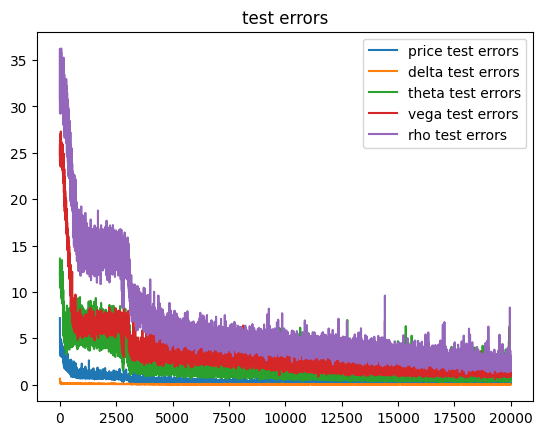 test errors
price test errors
delta test errors
theta test errors
vega test errors
rho test errors
35
30
25
20
15
10
5
0
0 2500 5000 7500 10000 12500 15000 17500 20000